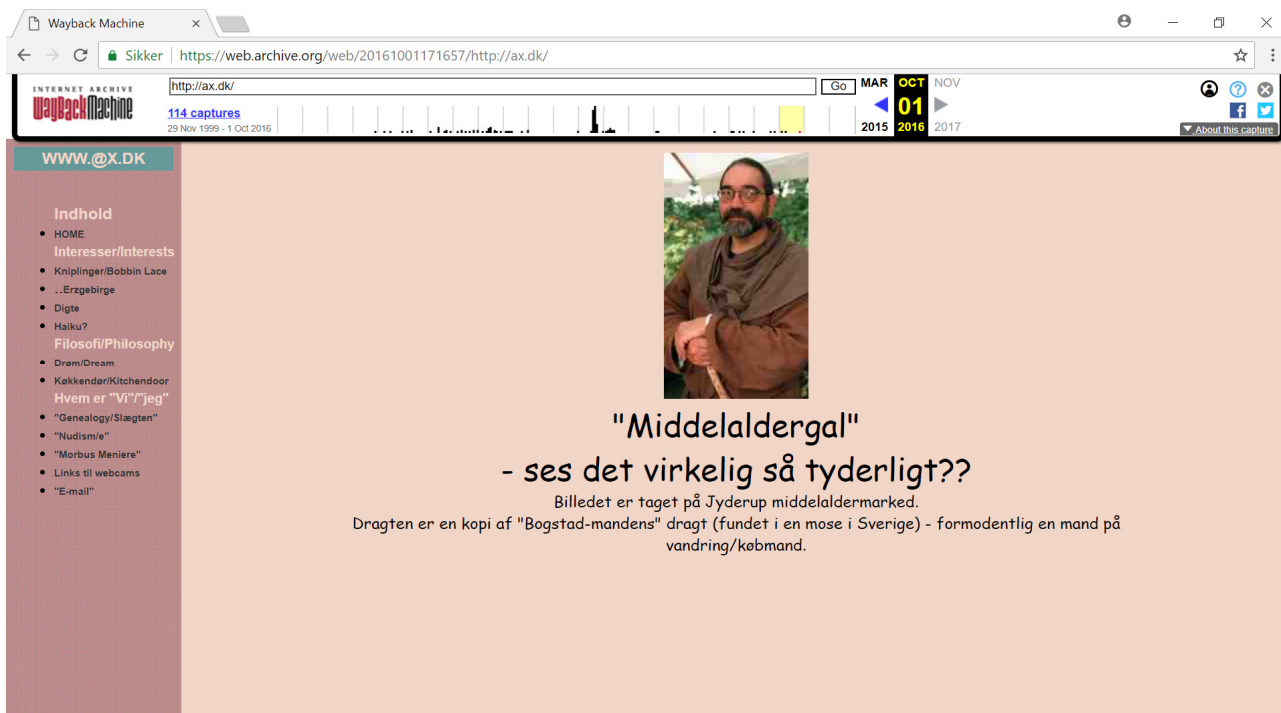 Wayback Machine
Sikker
https://web.archive.org/web/20161001171657/http://ax.dk/
INTERNET ARCHIVE
WayBackMachine
http://ax.dk/
Go
MAR OCT NOV
114 captures
01
29 Nov 1999 - 1 Oct 2016
2015 2016 2017
About this capture
WWW.@X.DK
Indhold
HOME
Interesser/Interests
Kniplinger/Bobbin Lace
..Erzgebirge
Digte
Haiku?
Filosofi/Philosophy
Drøm/Dream
Køkkendør/Kitchendoor
Hvem er "Vi"/"jeg"
"Genealogy/Slægten"
"Nudism/e"
"Morbus Meniere"
Links til webcams
"E-mail"
"Middelaldergal"
- ses det virkelig så tyderligt??
Billedet er taget på Jyderup middelaldermarked.
Dragten er en kopi af "Bogstad-mandens" dragt (fundet i en mose i Sverige) - formodentlig en mand på
vandring/købmand.